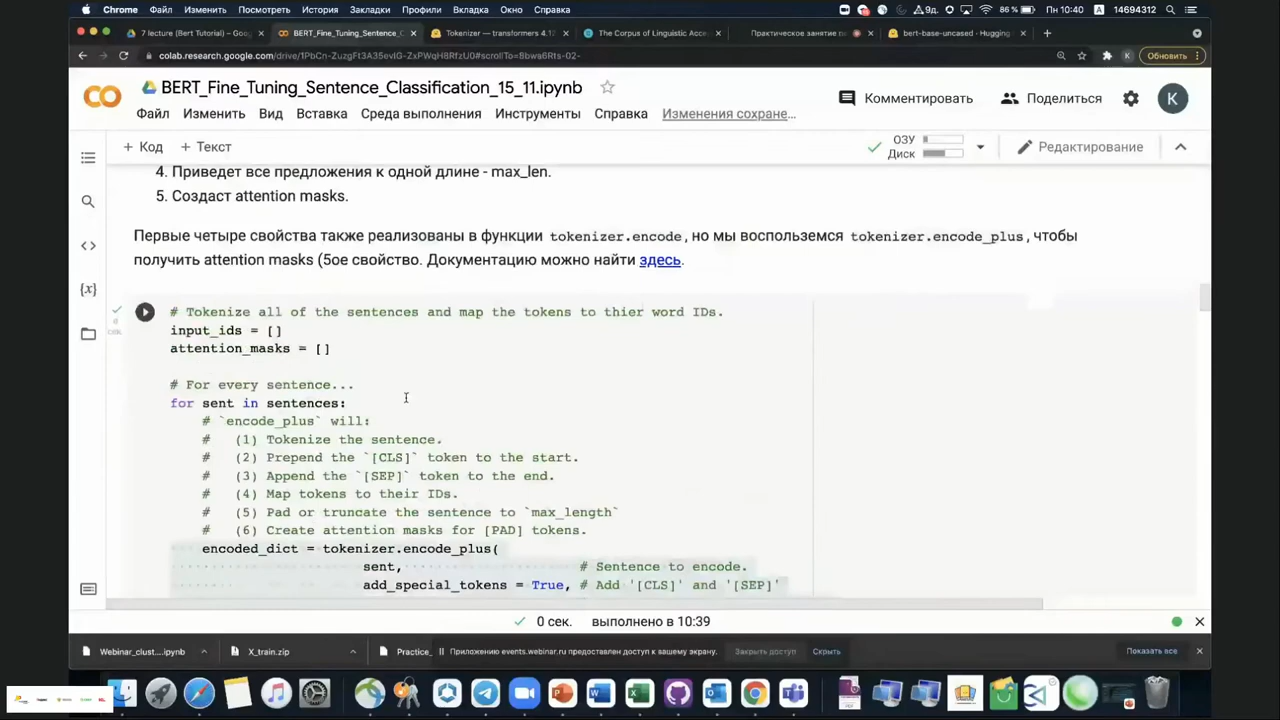 Chrome Файл Изменить Посмотреть История Закладки Профили Вкладка Окно Справка 9д. 86 % Пн 10:40 A 14694312
7 lecture (Bert Tutorial) – Goo
BERT_Fine_Tuning_Sentence_C
Tokenizer — transformers 4.12
The Corpus of Linguistic Acce
Практическое занятие по
bert-base-uncased · Hugging
colab.research.google.com/drive/
Обновить
BERT_Fine_Tuning_Sentence_Classification_15_11.ipynb
Комментировать Поделиться K
Файл Изменить Вид Вставка Среда выполнения Инструменты Справка Изменения сохране...
+ Код + Текст
ОЗУ
Диск
Редактирование
4. Приведет все предложения к одной длине - max_len.
5. Создаст attention masks.
Первые четыре свойства также реализованы в функции tokenizer.encode, но мы воспользуемся tokenizer.encode_plus, чтобы
получить attention masks (5ое свойство. Документацию можно найти здесь.
0
сек.
# Tokenize all of the sentences and map the tokens to thier word IDs.
input_ids = []
attention_masks = []
# For every sentence...
for sent in sentences:
# `encode_plus` will:
# (1) Tokenize the sentence.
# (2) Prepend the `[CLS]` token to the start.
# (3) Append the `[SEP]` token to the end.
# (4) Map tokens to their IDs.
# (5) Pad or truncate the sentence to `max_length`
# (6) Create attention masks for [PAD] tokens.
encoded_dict = tokenizer.encode_plus(
sent, # Sentence to encode.
add_special_tokens = True, # Add '[CLS]' and '[SEP]'
0 сек. выполнено в 10:39
Webinar_clust....ipynb X_train.zip Practice_ Приложению events.webinar.ru предоставлен доступ к вашему экрану. Закрыть доступ Скрыть Показать все